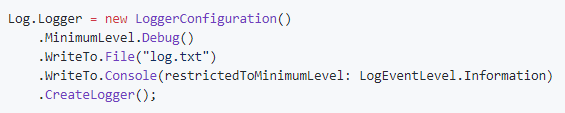 Log.Logger = new LoggerConfiguration()
    .MinimumLevel.Debug()
    .WriteTo.File("log.txt")
    .WriteTo.Console(restrictedToMinimumLevel: LogEventLevel.Information)
    .CreateLogger();